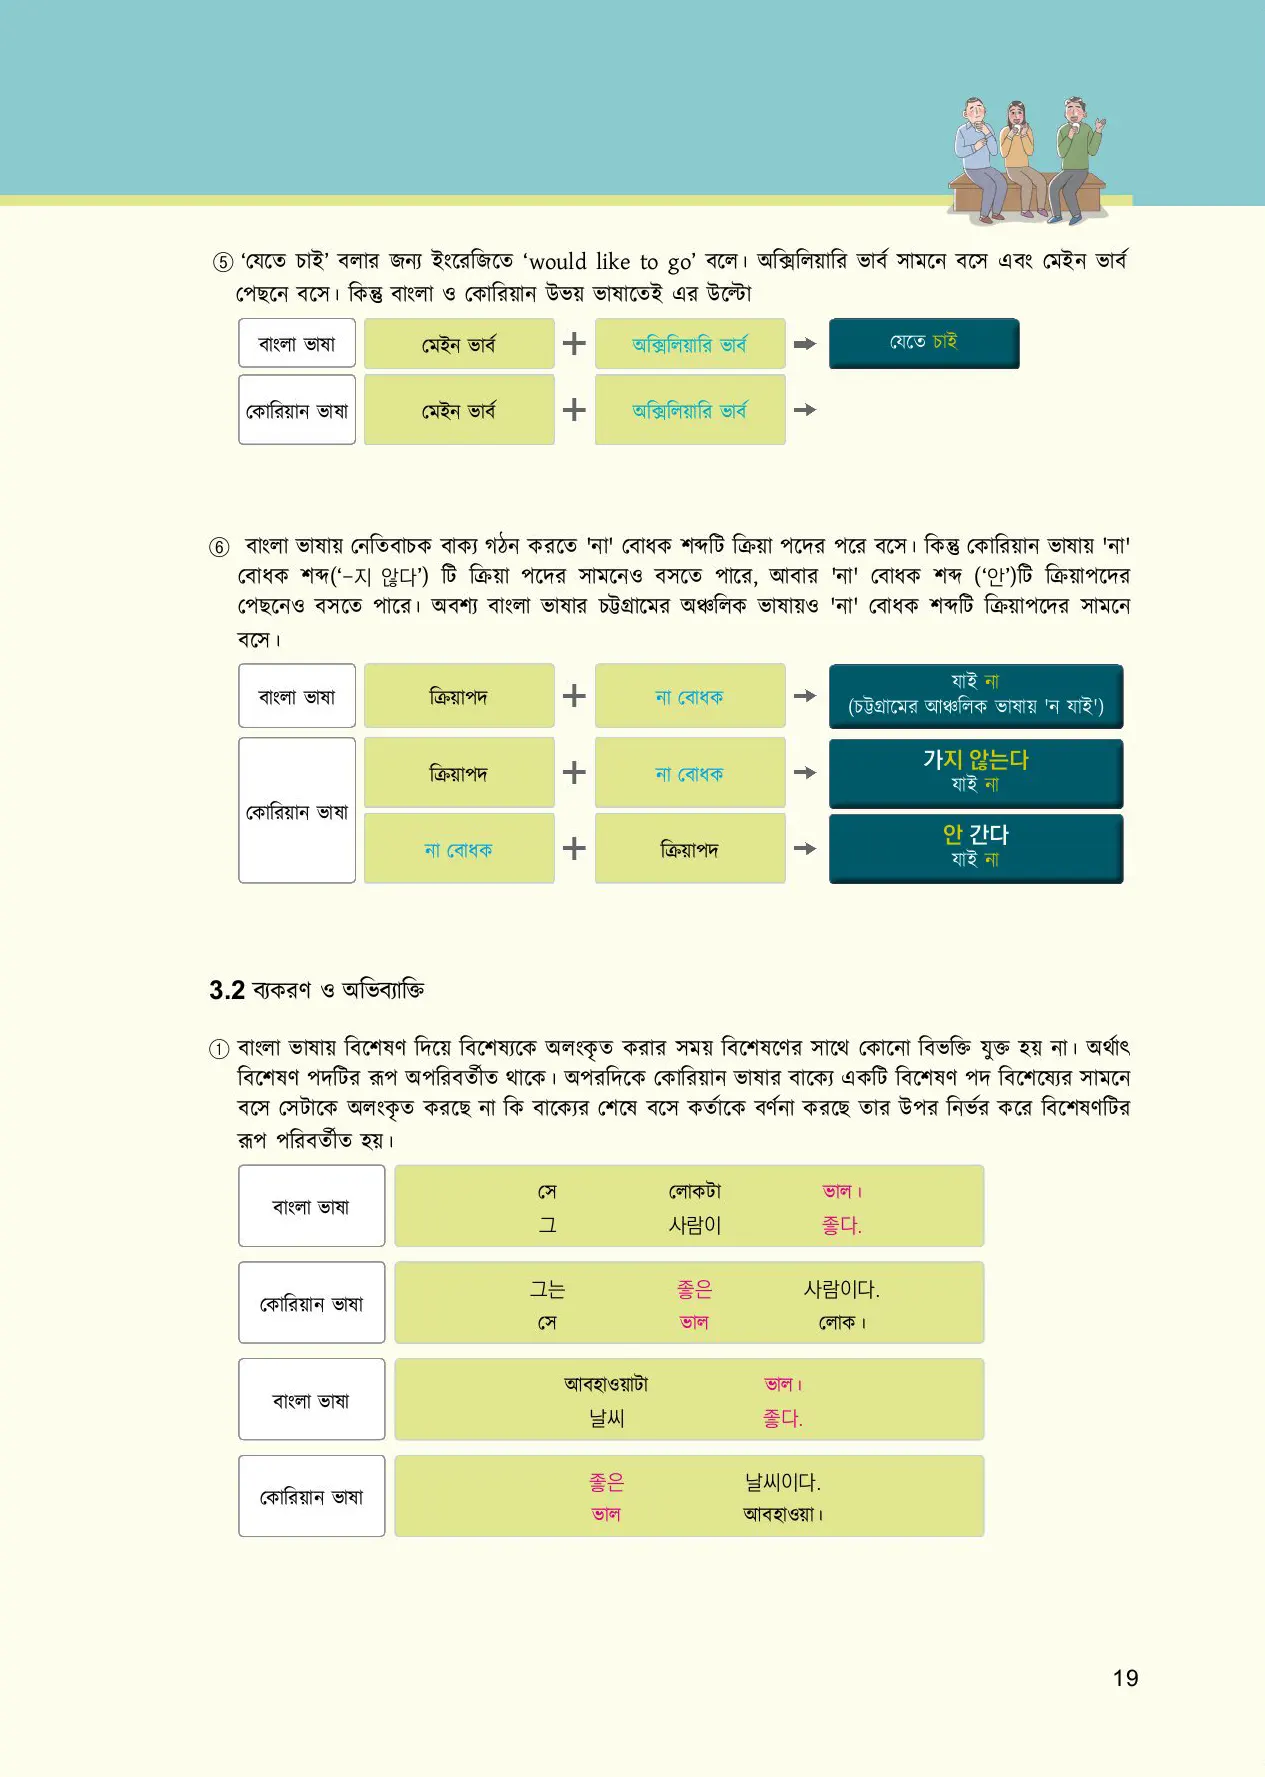 ⑤ ‘যেতে চাই’ বলার জন্য ইংরেজিতে ‘would like to go’ বলে। অক্সিলিয়ারি ভার্ব সামনে বসে এবং মেইন ভার্ব
পেছনে বসে। কিন্তু বাংলা ও কোরিয়ান উভয় ভাষাতেই এর উল্টো
বাংলা ভাষা মেইন ভার্ব + অক্সিলিয়ারি ভার্ব → যেতে চাই
কোরিয়ান ভাষা মেইন ভার্ব + অক্সিলিয়ারি ভার্ব →
⑥ বাংলা ভাষায় নেতিবাচক বাক্য গঠন করতে 'না' বোধক শব্দটি ক্রিয়া পদের পরে বসে। কিন্তু কোরিয়ান ভাষায় 'না'
বোধক শব্দ(‘-지 않다’) টি ক্রিয়া পদের সামনেও বসতে পারে, আবার 'না' বোধক শব্দ (‘안’)টি ক্রিয়াপদের
পেছনেও বসতে পারে। অবশ্য বাংলা ভাষার চট্টগ্রামের অঞ্চলিক ভাষায়ও 'না' বোধক শব্দটি ক্রিয়াপদের সামনে
বসে।
বাংলা ভাষা ক্রিয়াপদ + না বোধক → যাই না
(চট্টগ্রামের আঞ্চলিক ভাষায় 'ন যাই')
কোরিয়ান ভাষা
ক্রিয়াপদ + না বোধক → 가지 않는다
যাই না
না বোধক + ক্রিয়াপদ → 안 간다
যাই না
3.2 ব্যকরণ ও অভিব্যাক্তি
① বাংলা ভাষায় বিশেষণ দিয়ে বিশেষ্যকে অলংকৃত করার সময় বিশেষণের সাথে কোনো বিভক্তি যুক্ত হয় না। অর্থাৎ
বিশেষণ পদটির রূপ অপরিবর্তীত থাকে। অপরদিকে কোরিয়ান ভাষার বাক্যে একটি বিশেষণ পদ বিশেষ্যের সামনে
বসে সেটাকে অলংকৃত করছে না কি বাক্যের শেষে বসে কর্তাকে বর্ণনা করছে তার উপর নির্ভর করে বিশেষণটির
রূপ পরিবর্তীত হয়।
বাংলা ভাষা
সে লোকটা ভাল।
그 사람이 좋다.
কোরিয়ান ভাষা
그는 좋은 사람이다.
সে ভাল লোক।
বাংলা ভাষা
আবহাওয়াটা ভাল।
날씨 좋다.
কোরিয়ান ভাষা
좋은 날씨이다.
ভাল আবহাওয়া।
19